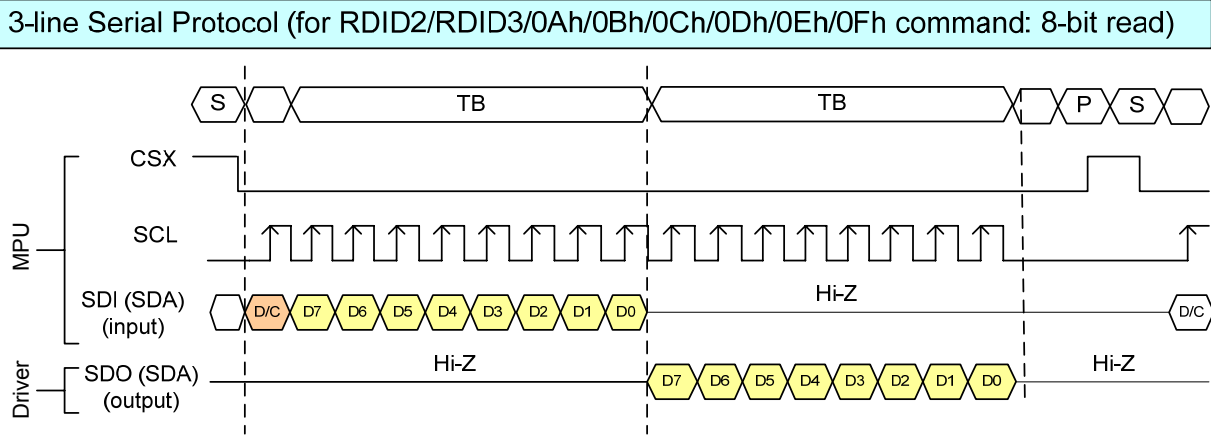 3-line Serial Protocol (for RDID2/RDID3/0Ah/0Bh/0Ch/0Dh/0Eh/0Fh command: 8-bit read)
S TB TB P S
CSX
MPU
SCL
SDI (SDA)
(input)
D/C D7 D6 D5 D4 D3 D2 D1 D0 Hi-Z D/C
Driver
SDO (SDA)
(output)
Hi-Z D7 D6 D5 D4 D3 D2 D1 D0 Hi-Z